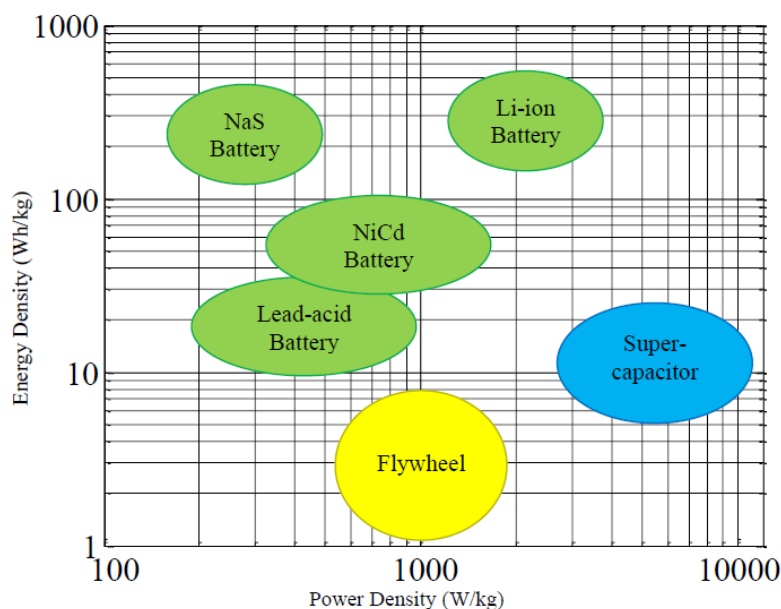 1000
NaS
Battery
Li-ion
Battery
100
NiCd
Battery
Lead-acid
Battery
Super-
capacitor
10
Flywheel
1
100
1000
10000
Energy Density (Wh/kg)
Power Density (W/kg)